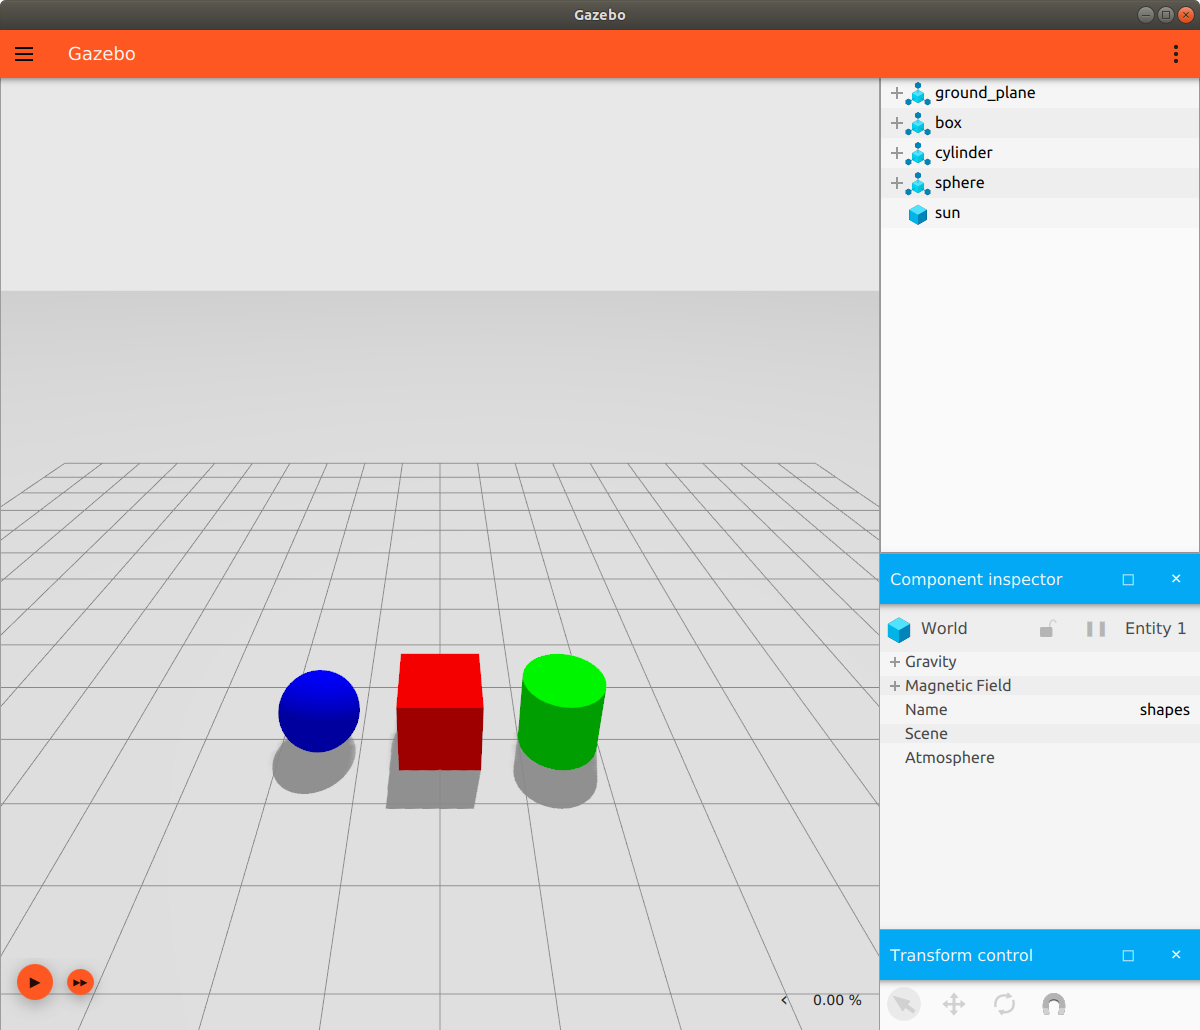 Gazebo
Gazebo
ground_plane
box
cylinder
sphere
sun
Component inspector
World Entity 1
Gravity
Magnetic Field
Name shapes
Scene
Atmosphere
Transform control
0.00 %